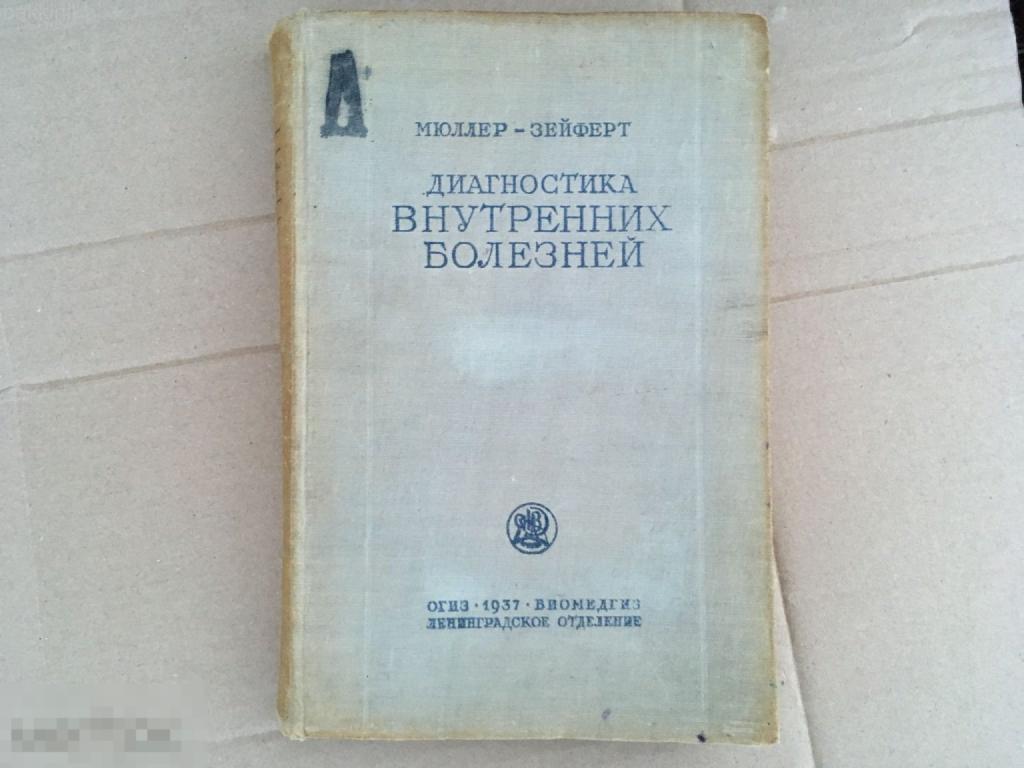 Д
МЮЛЛЕР - ЗЕЙФЕРТ
ДИАГНОСТИКА
ВНУТРЕННИХ
БОЛЕЗНЕЙ
ОГИЗ · 1937 · БИОМЕДГИЗ
ЛЕНИНГРАДСКОЕ ОТДЕЛЕНИЕ